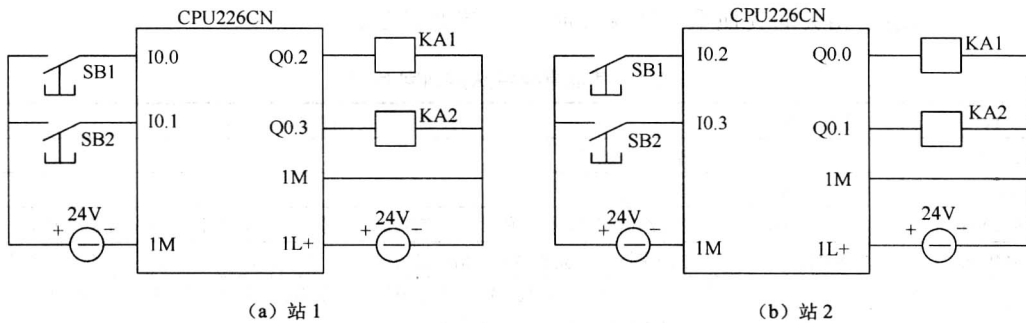 CPU226CN
I0.0
Q0.2
KA1
SB1
I0.1
Q0.3
KA2
SB2
1M
24V
24V
+
−
1M
1L+
+
−
(a) 站 1
CPU226CN
I0.2
Q0.0
KA1
SB1
I0.3
Q0.1
KA2
SB2
1M
24V
24V
+
−
1M
1L+
+
−
(b) 站 2